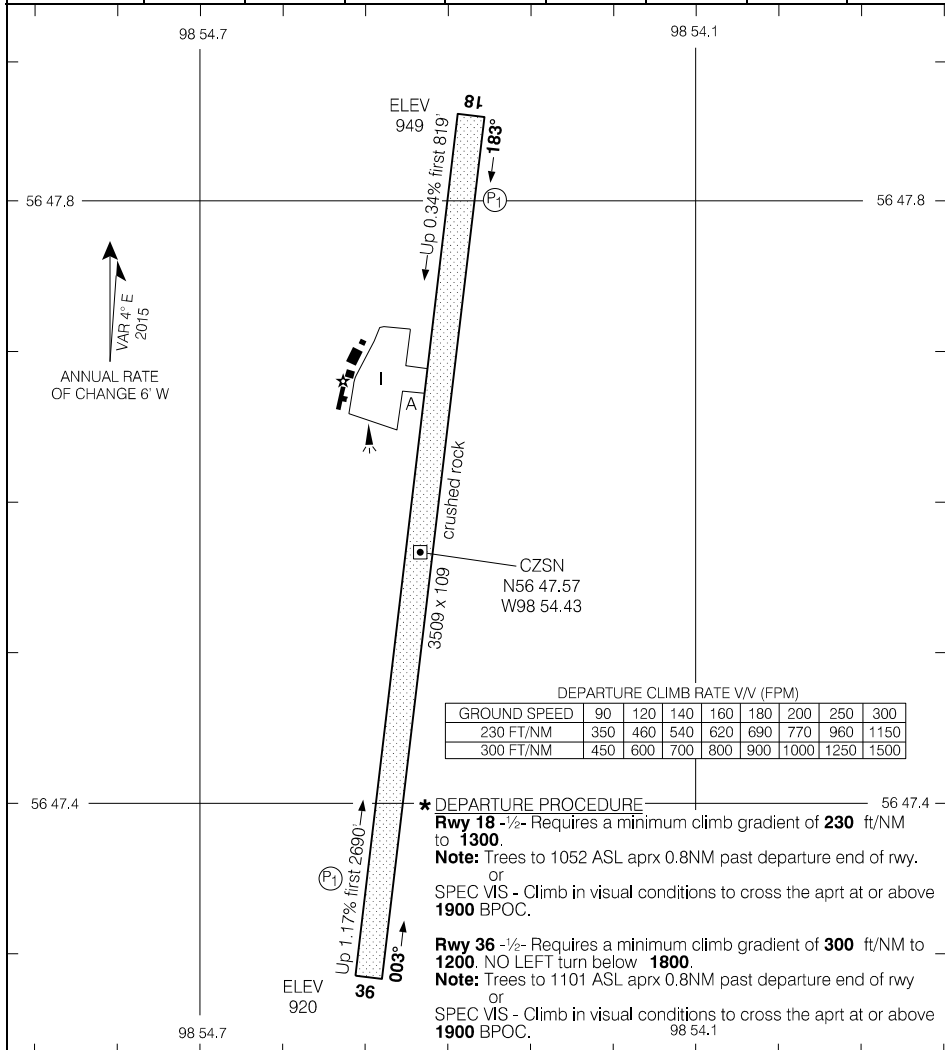 98 54.7
98 54.1
ELEV
949
18
183°
Up 0.34% first 819'
P1
56 47.8
56 47.8
VAR 4° E
2015
ANNUAL RATE
OF CHANGE 6' W
I
A
crushed rock
3509 x 109
CZSN
N56 47.57
W98 54.43
DEPARTURE CLIMB RATE V/V (FPM)
GROUND SPEED 90 120 140 160 180 200 250 300
230 FT/NM 350 460 540 620 690 770 960 1150
300 FT/NM 450 600 700 800 900 1000 1250 1500
56 47.4
56 47.4
* DEPARTURE PROCEDURE
Rwy 18 -½- Requires a minimum climb gradient of 230 ft/NM
to 1300.
Note: Trees to 1052 ASL aprx 0.8NM past departure end of rwy.
or
SPEC VIS - Climb in visual conditions to cross the aprt at or above
1900 BPOC.
Rwy 36 -½- Requires a minimum climb gradient of 300 ft/NM to
1200. NO LEFT turn below 1800.
Note: Trees to 1101 ASL aprx 0.8NM past departure end of rwy
or
SPEC VIS - Climb in visual conditions to cross the aprt at or above
1900 BPOC.
P1
Up 1.17% first 2690'
003°
36
ELEV
920
98 54.7
98 54.1